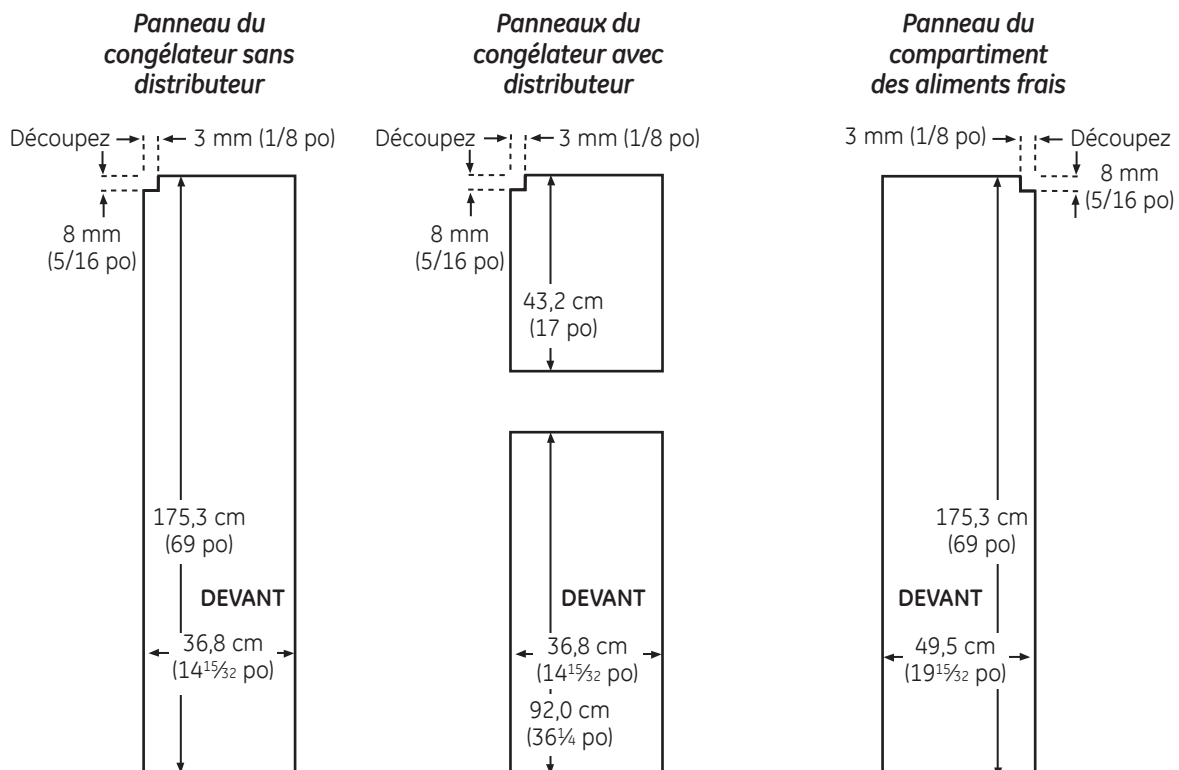 Panneau du
congélateur sans
distributeur
Découpez
3 mm (1/8 po)
8 mm
(5/16 po)
175,3 cm
(69 po)
DEVANT
36,8 cm
(14 15/32 po)
Panneaux du
congélateur avec
distributeur
Découpez
3 mm (1/8 po)
8 mm
(5/16 po)
43,2 cm
(17 po)
DEVANT
36,8 cm
(14 15/32 po)
92,0 cm
(36 1/4 po)
Panneau du
compartiment
des aliments frais
3 mm (1/8 po)
Découpez
8 mm
(5/16 po)
175,3 cm
(69 po)
DEVANT
49,5 cm
(19 15/32 po)